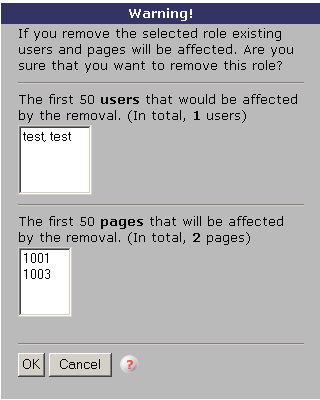 Warning!
If you remove the selected role existing
users and pages will be affected. Are you
sure that you want to remove this role?
The first 50 users that would be affected
by the removal. (In total, 1 users)
test, test
The first 50 pages that will be affected
by the removal. (In total, 2 pages)
1001
1003
OK Cancel ?